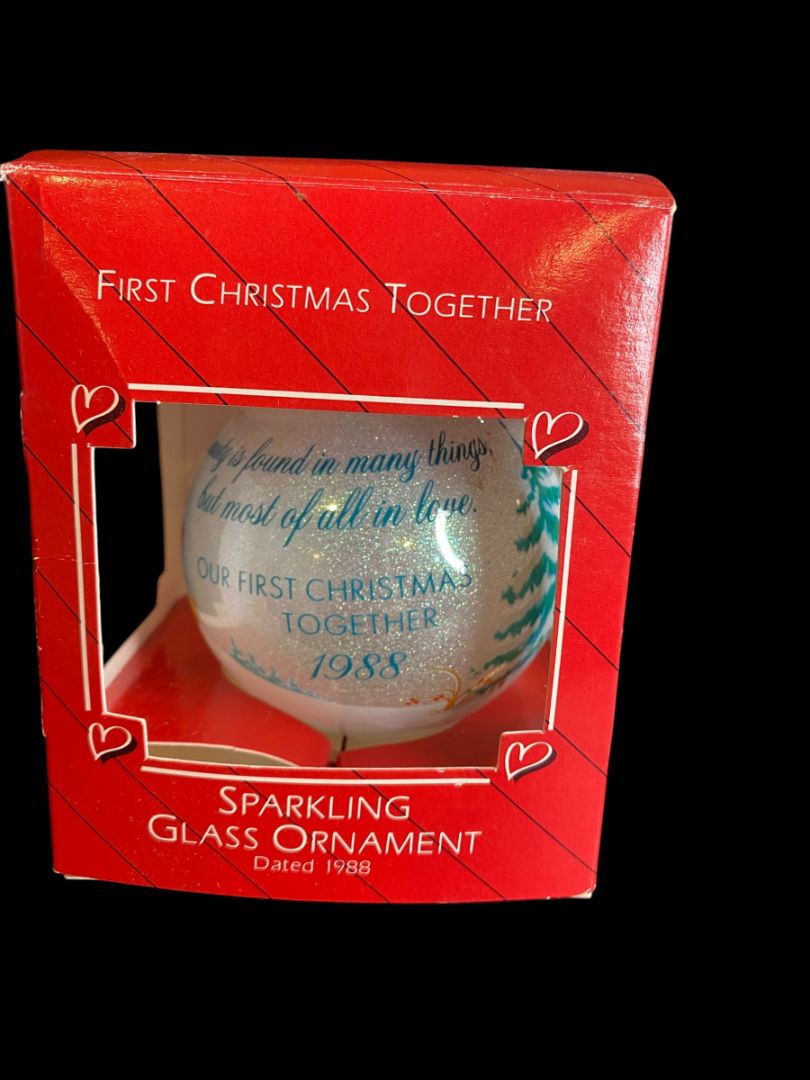 FIRST CHRISTMAS TOGETHER
is found in many things,
but most of all in love.
OUR FIRST CHRISTMAS
TOGETHER
1988
SPARKLING
GLASS ORNAMENT
Dated 1988